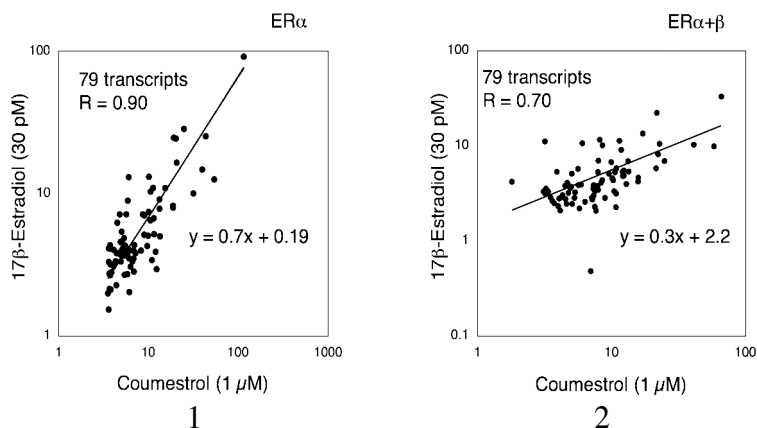 ERα
100
79 transcripts
R = 0.90
10
y = 0.7x + 0.19
1
1
10
100
1000
17β-Estradiol (30 pM)
Coumestrol (1 µM)
1
ERα+β
100
79 transcripts
R = 0.70
10
1
y = 0.3x + 2.2
0.1
1
10
100
17β-Estradiol (30 pM)
Coumestrol (1 µM)
2